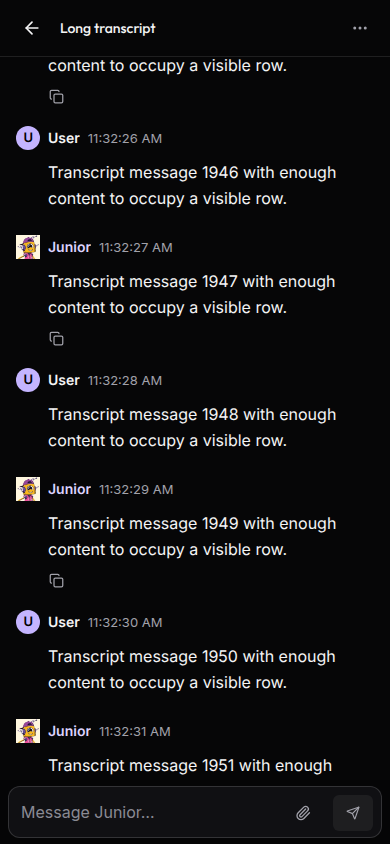 Long transcript
content to occupy a visible row.
U User 11:32:26 AM
Transcript message 1946 with enough
content to occupy a visible row.
Junior 11:32:27 AM
Transcript message 1947 with enough
content to occupy a visible row.
U User 11:32:28 AM
Transcript message 1948 with enough
content to occupy a visible row.
Junior 11:32:29 AM
Transcript message 1949 with enough
content to occupy a visible row.
U User 11:32:30 AM
Transcript message 1950 with enough
content to occupy a visible row.
Junior 11:32:31 AM
Transcript message 1951 with enough
Message Junior...